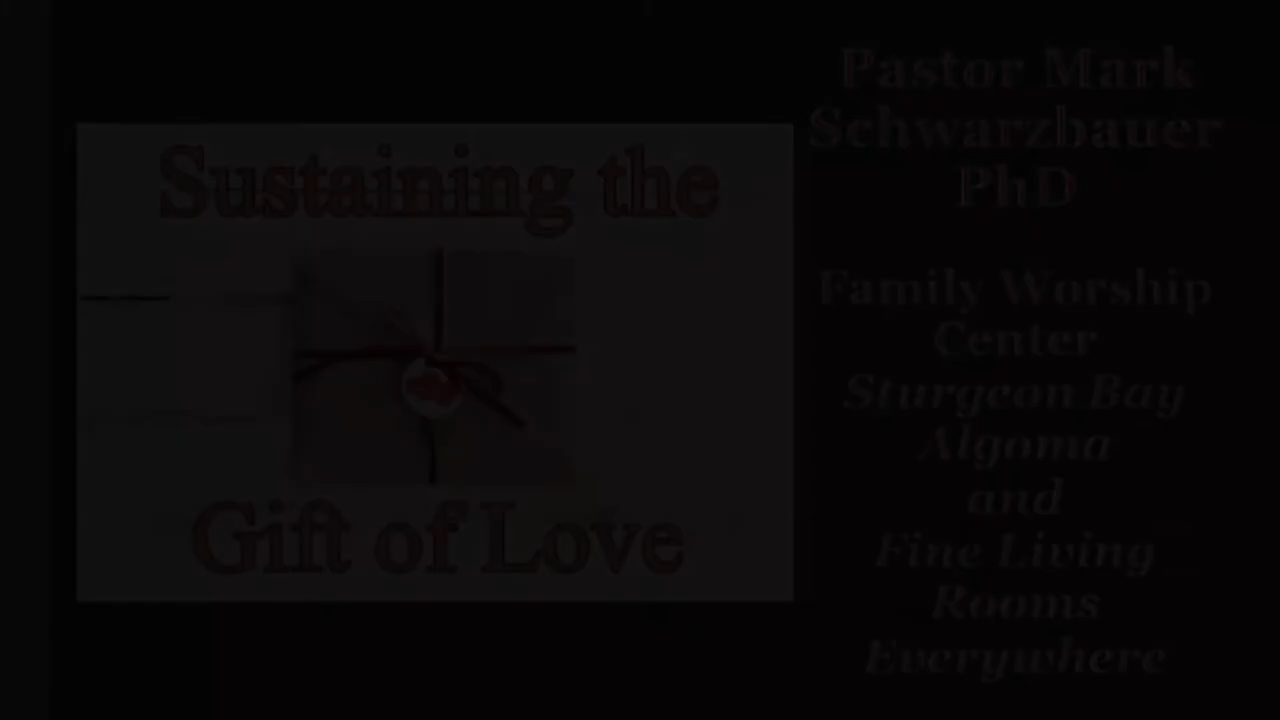 Sustaining the
Gift of Love
Pastor Mark
Schwarzbauer
PhD
Family Worship
Center
Sturgeon Bay
Algoma
and
Fine Living
Rooms
Everywhere